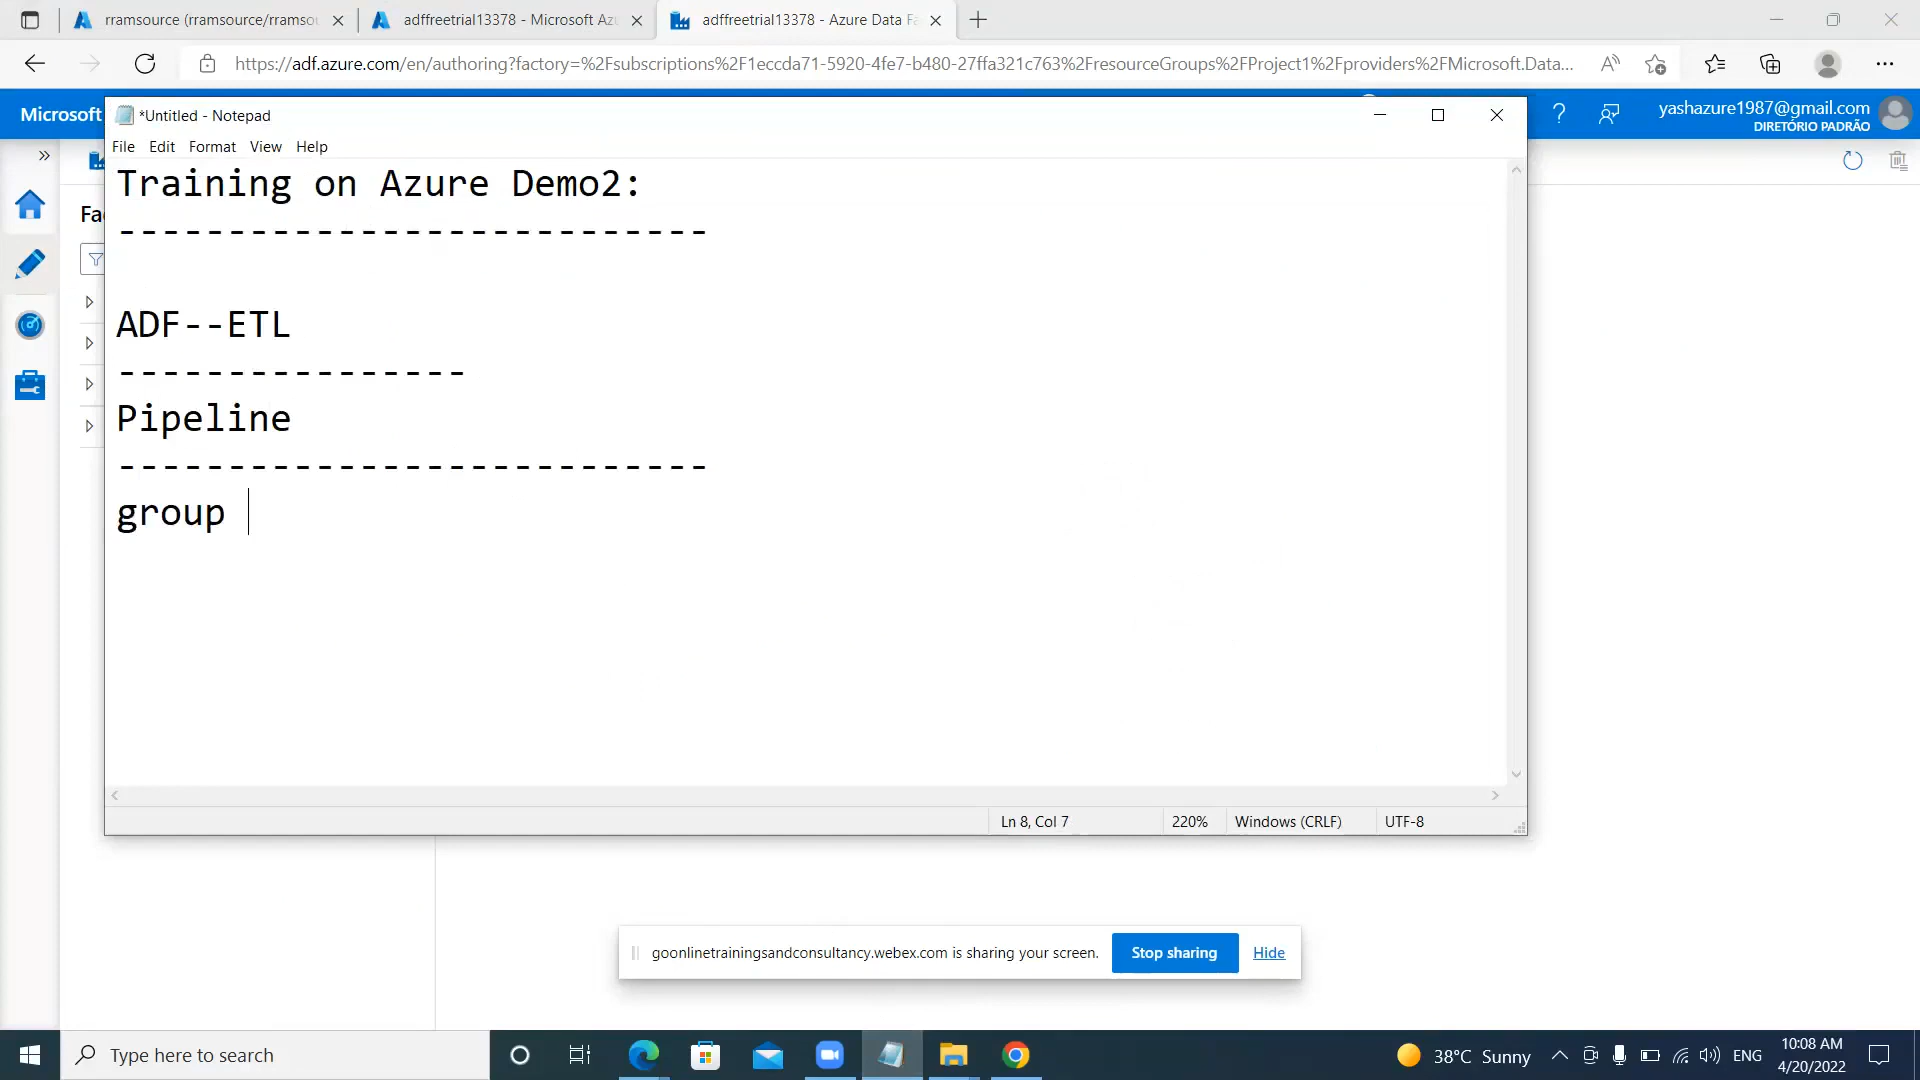 rramsource (rramsource/rramso
adffreetrial13378 - Microsoft Az
adffreetrial13378 - Azure Data Fa
https://adf.azure.com/en/authoring?factory=%2Fsubscriptions%2F1eccda71-5920-4fe7-b480-27ffa321c763%2FresourceGroups%2FProject1%2Fproviders%2FMicrosoft.Data...
Microsoft
yashazure1987@gmail.com
DIRETÓRIO PADRÃO
*Untitled - Notepad
File Edit Format View Help
Fac
Training on Azure Demo2:
---------------------------
ADF--ETL
----------------
Pipeline
---------------------------
group
Ln 8, Col 7
220%
Windows (CRLF)
UTF-8
goonlinetrainingsandconsultancy.webex.com is sharing your screen.
Stop sharing
Hide
Type here to search
38°C Sunny
ENG
10:08 AM
4/20/2022